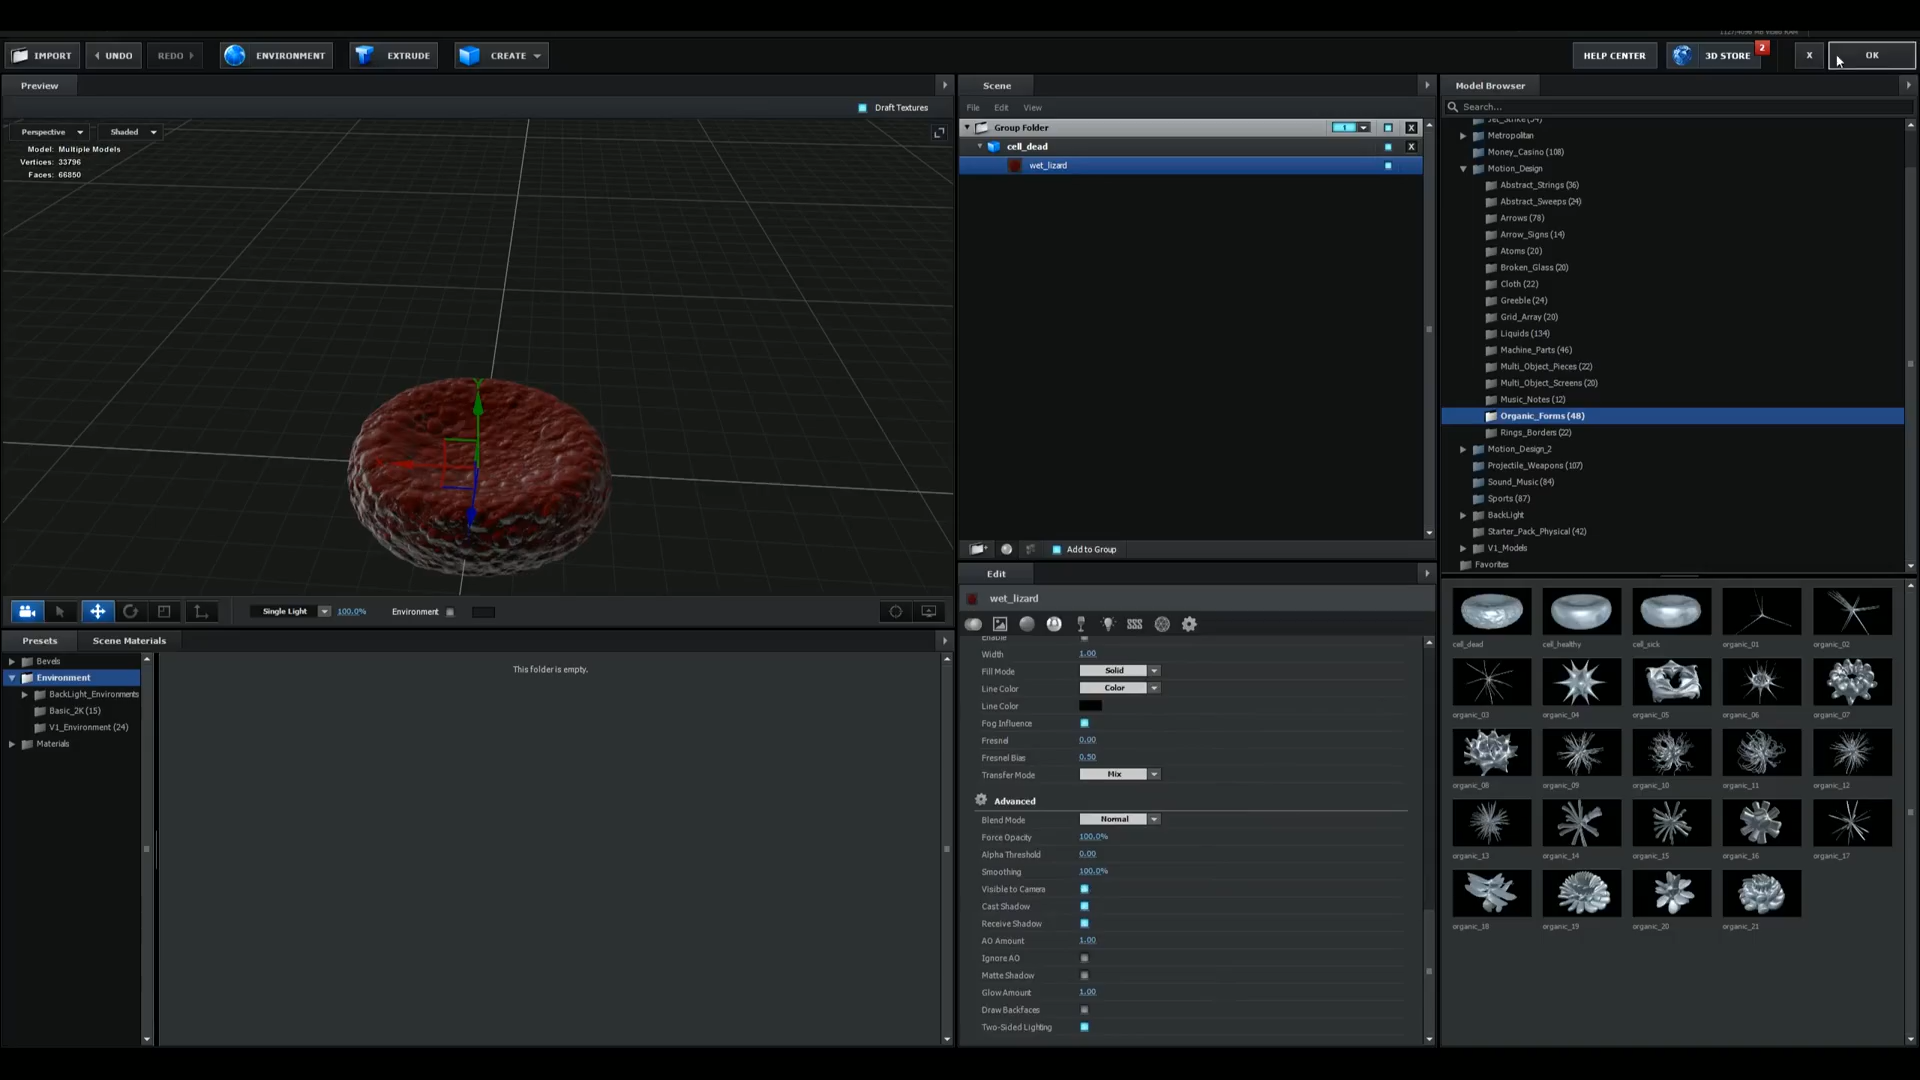 1127/4096 MB VIDEO RAM
IMPORT
UNDO
REDO
ENVIRONMENT
EXTRUDE
CREATE
HELP CENTER
3D STORE
2
X
OK
Preview
Draft Textures
Perspective
Shaded
Model: Multiple Models
Vertices: 33796
Faces: 66850
Single Light
100.0%
Environment
Presets
Scene Materials
Bevels
Environment
BackLight_Environments
Basic_2K (15)
V1_Environment (24)
Materials
This folder is empty.
Scene
File
Edit
View
Group Folder
1
X
cell_dead
X
wet_lizard
Add to Group
Edit
wet_lizard
Enable
Width
1.00
Fill Mode
Solid
Line Color
Color
Line Color
Fog Influence
Fresnel
0.00
Fresnel Bias
0.50
Transfer Mode
Mix
Advanced
Blend Mode
Normal
Force Opacity
100.0%
Alpha Threshold
0.00
Smoothing
100.0%
Visible to Camera
Cast Shadow
Receive Shadow
AO Amount
1.00
Ignore AO
Matte Shadow
Glow Amount
1.00
Draw Backfaces
Two-Sided Lighting
Model Browser
Search...
Jet_Strike (54)
Metropolitan
Money_Casino (108)
Motion_Design
Abstract_Strings (36)
Abstract_Sweeps (24)
Arrows (78)
Arrow_Signs (14)
Atoms (20)
Broken_Glass (20)
Cloth (22)
Greeble (24)
Grid_Array (20)
Liquids (134)
Machine_Parts (46)
Multi_Object_Pieces (22)
Multi_Object_Screens (20)
Music_Notes (12)
Organic_Forms (48)
Rings_Borders (22)
Motion_Design_2
Projectile_Weapons (107)
Sound_Music (84)
Sports (87)
BackLight
Starter_Pack_Physical (42)
V1_Models
Favorites
cell_dead
cell_healthy
cell_sick
organic_01
organic_02
organic_03
organic_04
organic_05
organic_06
organic_07
organic_08
organic_09
organic_10
organic_11
organic_12
organic_13
organic_14
organic_15
organic_16
organic_17
organic_18
organic_19
organic_20
organic_21